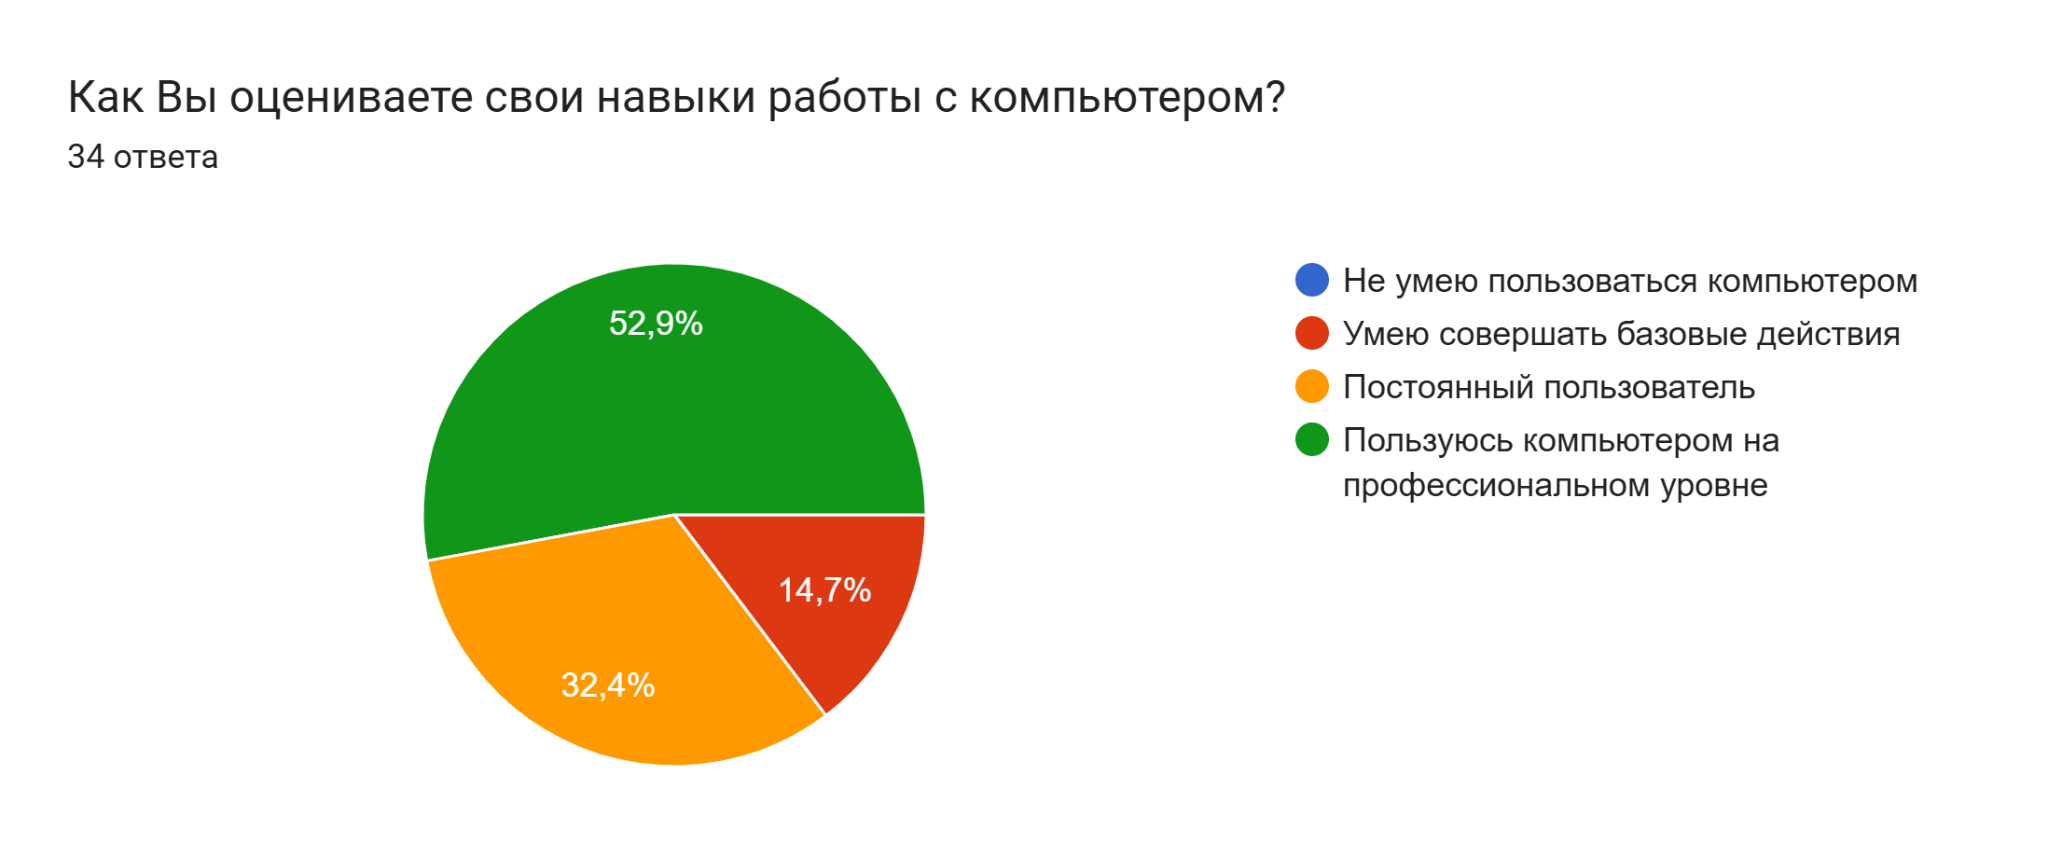 Как Вы оцениваете свои навыки работы с компьютером?
34 ответа
52,9%
14,7%
32,4%
Не умею пользоваться компьютером
Умею совершать базовые действия
Постоянный пользователь
Пользуюсь компьютером на
профессиональном уровне